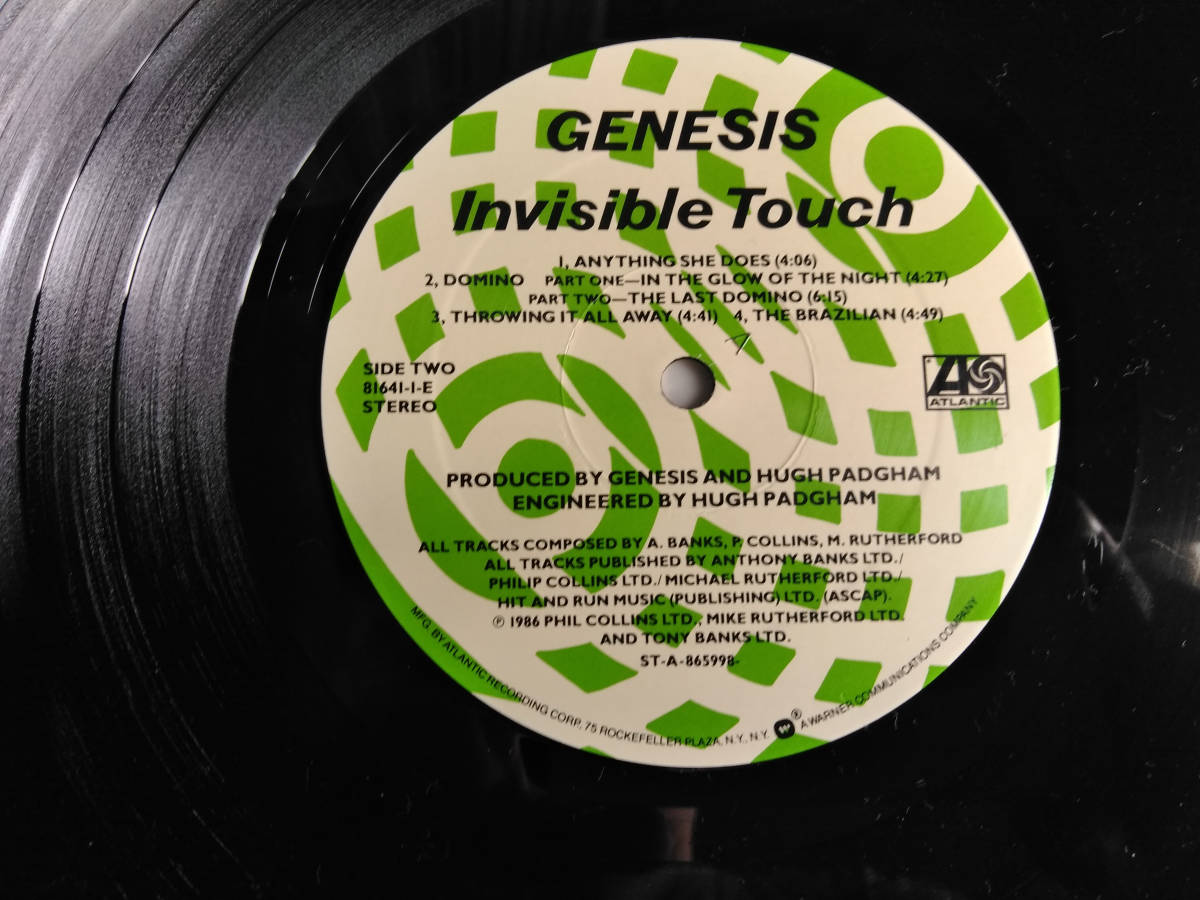 GENESIS
Invisible Touch
1, ANYTHING SHE DOES (4:06)
2, DOMINO PART ONE—IN THE GLOW OF THE NIGHT (4:27)
PART TWO—THE LAST DOMINO (6:15)
3, THROWING IT ALL AWAY (4:41) 4, THE BRAZILIAN (4:49)
SIDE TWO
81641-1-E
STEREO
ATLANTIC
PRODUCED BY GENESIS AND HUGH PADGHAM
ENGINEERED BY HUGH PADGHAM
ALL TRACKS COMPOSED BY A. BANKS, P. COLLINS, M. RUTHERFORD
ALL TRACKS PUBLISHED BY ANTHONY BANKS LTD./
PHILIP COLLINS LTD./ MICHAEL RUTHERFORD LTD./
HIT AND RUN MUSIC (PUBLISHING) LTD. (ASCAP).
℗ 1986 PHIL COLLINS LTD., MIKE RUTHERFORD LTD.
AND TONY BANKS LTD.
ST-A-865998-
MFG. BY ATLANTIC RECORDING CORP., 75 ROCKEFELLER PLAZA, N.Y., N.Y. ® A WARNER COMMUNICATIONS COMPANY